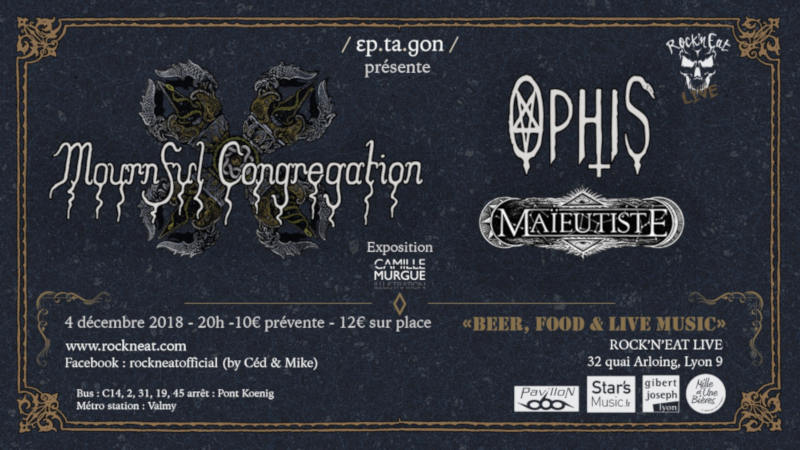 / εp.ta.gon /
présente
Rock'n'Eat
LIVE
Mournful Congregation
OPHIS
MAÏEUTISTE
Exposition
CAMILLE
MURGUE
ILLUSTRATION
4 décembre 2018 - 20h -10€ prévente - 12€ sur place
www.rockneat.com
Facebook : rockneatofficial (by Céd & Mike)
Bus : C14, 2, 31, 19, 45 arrêt : Pont Koenig
Métro station : Valmy
«BEER, FOOD & LIVE MUSIC»
ROCK'N'EAT LIVE
32 quai Arloing, Lyon 9
PavillON
Star's
Music.fr
gibert
joseph
lyon
Mille
et Une
Bières